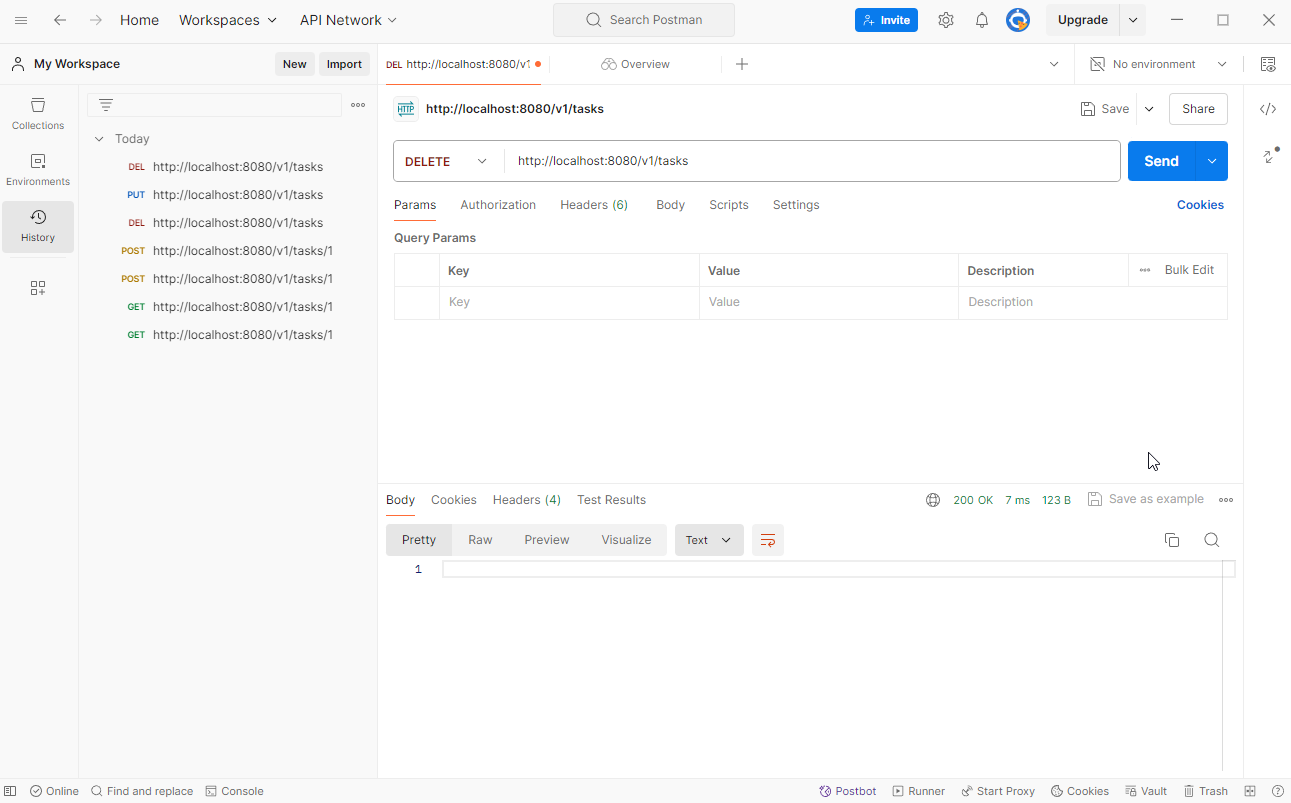 Home Workspaces API Network Search Postman Invite Upgrade
My Workspace New Import DEL http://localhost:8080/v1 Overview No environment
Collections
Environments
History
Today
DEL http://localhost:8080/v1/tasks
PUT http://localhost:8080/v1/tasks
DEL http://localhost:8080/v1/tasks
POST http://localhost:8080/v1/tasks/1
POST http://localhost:8080/v1/tasks/1
GET http://localhost:8080/v1/tasks/1
GET http://localhost:8080/v1/tasks/1
HTTP http://localhost:8080/v1/tasks Save Share
DELETE http://localhost:8080/v1/tasks Send
Params Authorization Headers (6) Body Scripts Settings Cookies
Query Params
Key Value Description Bulk Edit
Key Value Description
Body Cookies Headers (4) Test Results 200 OK 7 ms 123 B Save as example
Pretty Raw Preview Visualize Text
1
Online Find and replace Console Postbot Runner Start Proxy Cookies Vault Trash